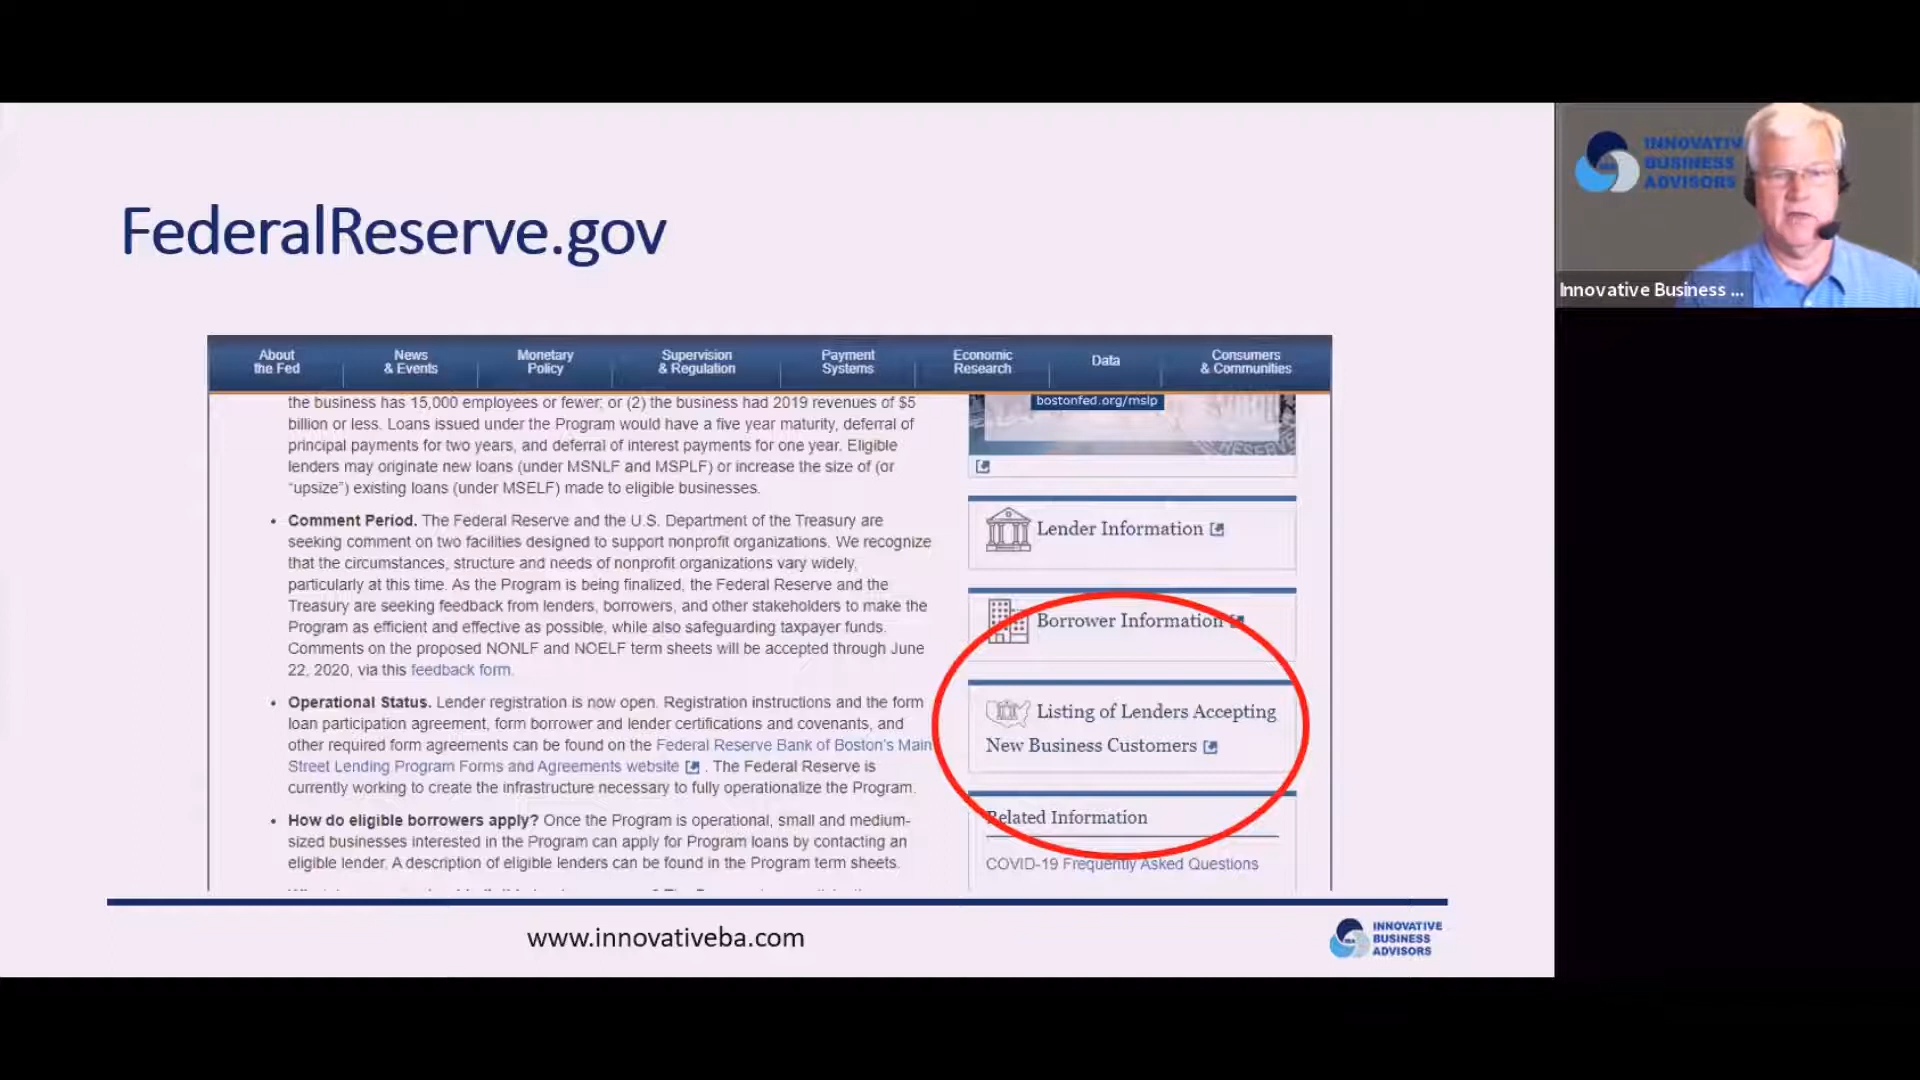 FederalReserve.gov
About
the Fed
News
& Events
Monetary
Policy
Supervision
& Regulation
Payment
Systems
Economic
Research
Data
Consumers
& Communities
the business has 15,000 employees or fewer; or (2) the business had 2019 revenues of $5
billion or less. Loans issued under the Program would have a five year maturity, deferral of
principal payments for two years, and deferral of interest payments for one year. Eligible
lenders may originate new loans (under MSNLF and MSPLF) or increase the size of (or
“upsize”) existing loans (under MSELF) made to eligible businesses.
• Comment Period. The Federal Reserve and the U.S. Department of the Treasury are
seeking comment on two facilities designed to support nonprofit organizations. We recognize
that the circumstances, structure and needs of nonprofit organizations vary widely,
particularly at this time. As the Program is being finalized, the Federal Reserve and the
Treasury are seeking feedback from lenders, borrowers, and other stakeholders to make the
Program as efficient and effective as possible, while also safeguarding taxpayer funds.
Comments on the proposed NONLF and NOELF term sheets will be accepted through June
22, 2020, via this feedback form.
• Operational Status. Lender registration is now open. Registration instructions and the form
loan participation agreement, form borrower and lender certifications and covenants, and
other required form agreements can be found on the Federal Reserve Bank of Boston's Main
Street Lending Program Forms and Agreements website . The Federal Reserve is
currently working to create the infrastructure necessary to fully operationalize the Program.
• How do eligible borrowers apply? Once the Program is operational, small and medium-
sized businesses interested in the Program can apply for Program loans by contacting an
eligible lender. A description of eligible lenders can be found in the Program term sheets.
bostonfed.org/mslp
RESERVE
Lender Information
Borrower Information
Listing of Lenders Accepting
New Business Customers
Related Information
COVID-19 Frequently Asked Questions
www.innovativeba.com
INNOVATIVE
BUSINESS
ADVISORS
INNOVATIV
BUSINESS
ADVISORS
Innovative Business ...